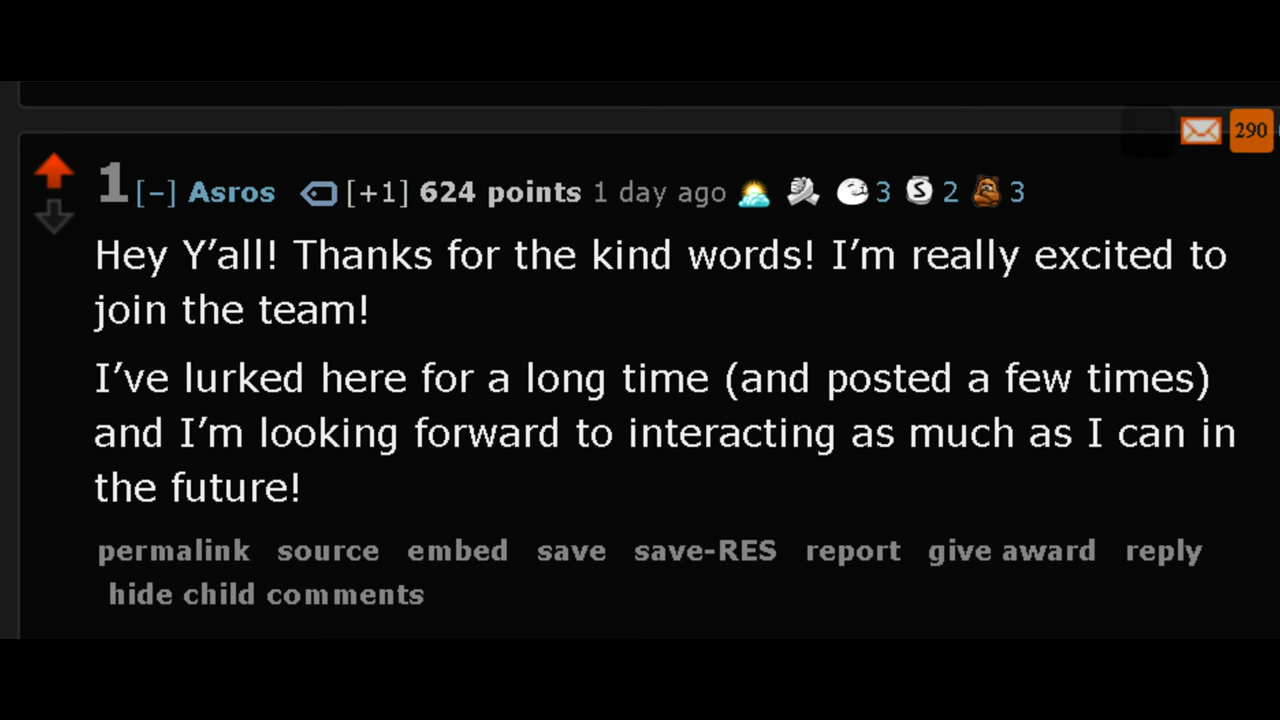 290
1 [–] Asros [+1] 624 points 1 day ago 3 S 2 3
Hey Y’all! Thanks for the kind words! I’m really excited to
join the team!
I’ve lurked here for a long time (and posted a few times)
and I’m looking forward to interacting as much as I can in
the future!
permalink source embed save save-RES report give award reply
hide child comments